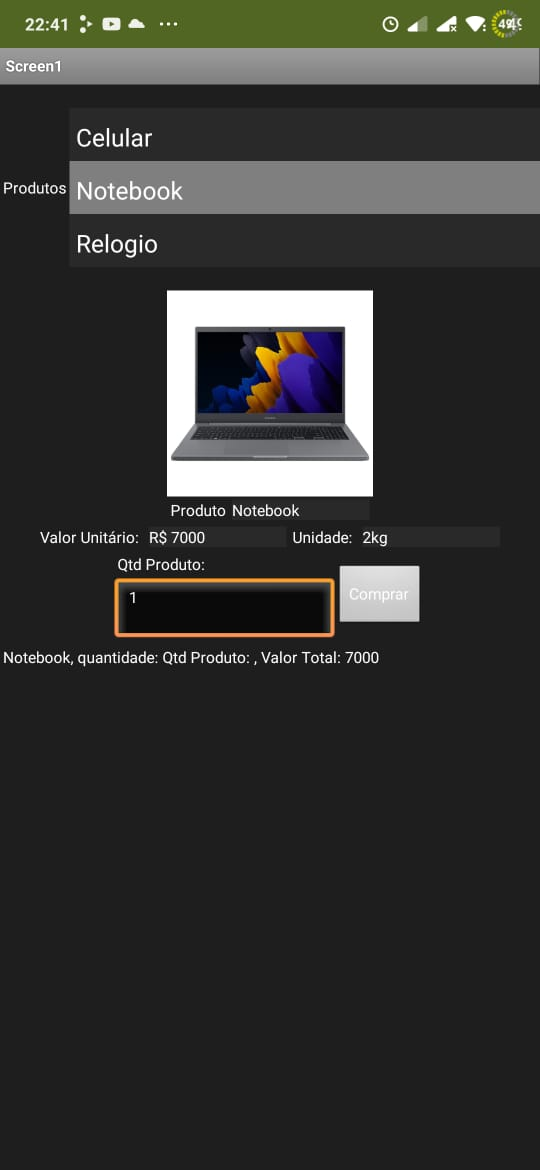 22:41
Screen1
Celular
Produtos Notebook
Relogio
Produto Notebook
Valor Unitário: R$ 7000 Unidade: 2kg
Qtd Produto:
1
Comprar
Notebook, quantidade: Qtd Produto: , Valor Total: 7000